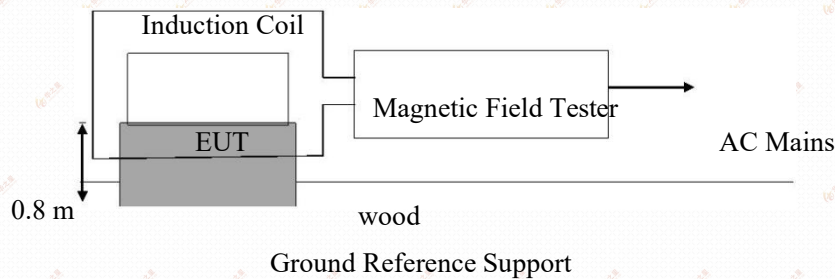 Induction Coil
Magnetic Field Tester
EUT
AC Mains
0.8 m
wood
Ground Reference Support